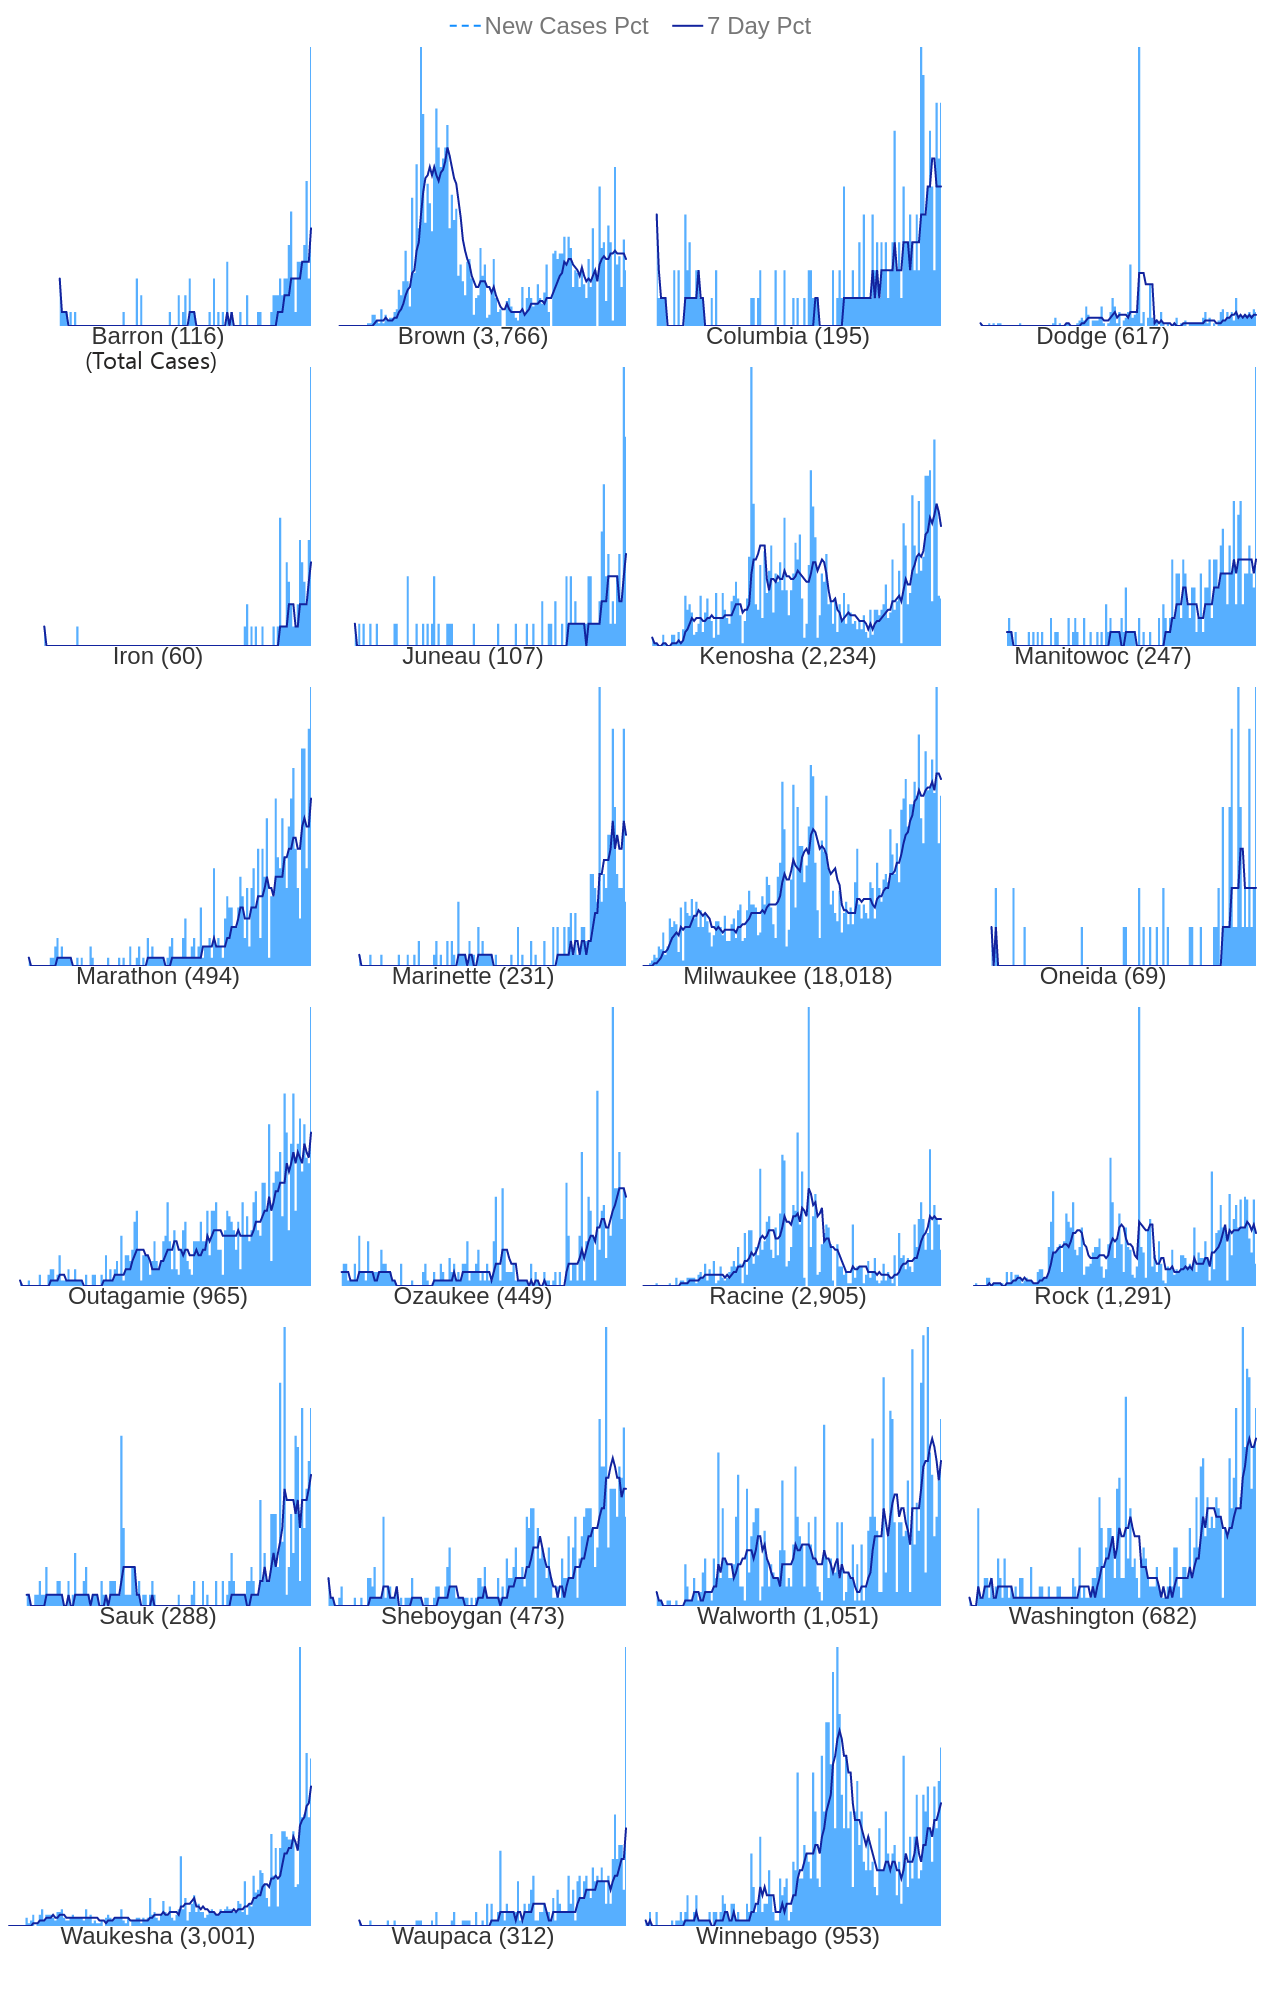 New Cases Pct 7 Day Pct
Barron (116) Brown (3,766) Columbia (195) Dodge (617)
(Total Cases)
Iron (60) Juneau (107) Kenosha (2,234) Manitowoc (247)
Marathon (494) Marinette (231) Milwaukee (18,018) Oneida (69)
Outagamie (965) Ozaukee (449) Racine (2,905) Rock (1,291)
Sauk (288) Sheboygan (473) Walworth (1,051) Washington (682)
Waukesha (3,001) Waupaca (312) Winnebago (953)